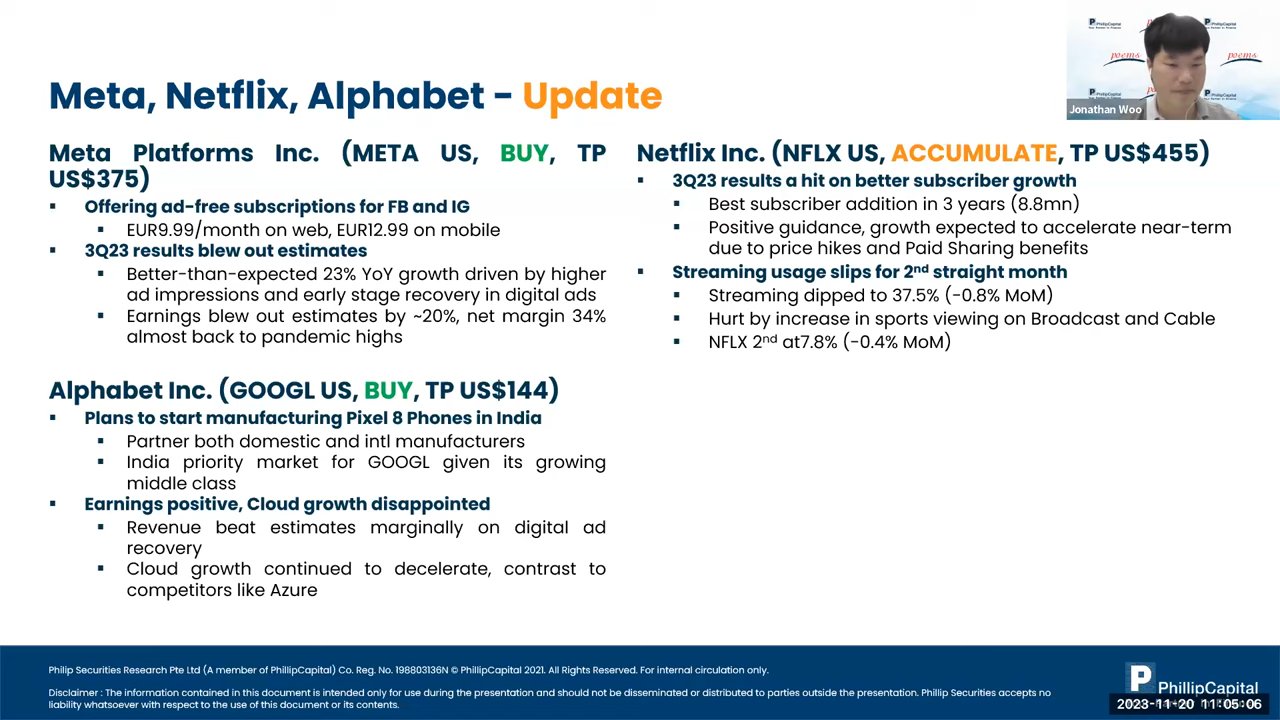 Meta, Netflix, Alphabet - Update
Meta Platforms Inc. (META US, BUY, TP
US$375)
▪ Offering ad-free subscriptions for FB and IG
▪ EUR9.99/month on web, EUR12.99 on mobile
▪ 3Q23 results blew out estimates
▪ Better-than-expected 23% YoY growth driven by higher
ad impressions and early stage recovery in digital ads
▪ Earnings blew out estimates by ~20%, net margin 34%
almost back to pandemic highs
Alphabet Inc. (GOOGL US, BUY, TP US$144)
▪ Plans to start manufacturing Pixel 8 Phones in India
▪ Partner both domestic and intl manufacturers
▪ India priority market for GOOGL given its growing
middle class
▪ Earnings positive, Cloud growth disappointed
▪ Revenue beat estimates marginally on digital ad
recovery
▪ Cloud growth continued to decelerate, contrast to
competitors like Azure
Netflix Inc. (NFLX US, ACCUMULATE, TP US$455)
▪ 3Q23 results a hit on better subscriber growth
▪ Best subscriber addition in 3 years (8.8mn)
▪ Positive guidance, growth expected to accelerate near-term
due to price hikes and Paid Sharing benefits
▪ Streaming usage slips for 2nd straight month
▪ Streaming dipped to 37.5% (-0.8% MoM)
▪ Hurt by increase in sports viewing on Broadcast and Cable
▪ NFLX 2nd at7.8% (-0.4% MoM)
PhillipCapital
PhillipCapital
poems
poems
PhillipCapital
PhillipCapital
Jonathan Woo
Philip Securities Research Pte Ltd (A member of PhillipCapital) Co. Reg. No. 198803136N © PhillipCapital 2021. All Rights Reserved. For internal circulation only.
Disclaimer : The information contained in this document is intended only for use during the presentation and should not be disseminated or distributed to parties outside the presentation. Phillip Securities accepts no
liability whatsoever with respect to the use of this document or its contents.
PhillipCapital
2023-11-20 11:05:06